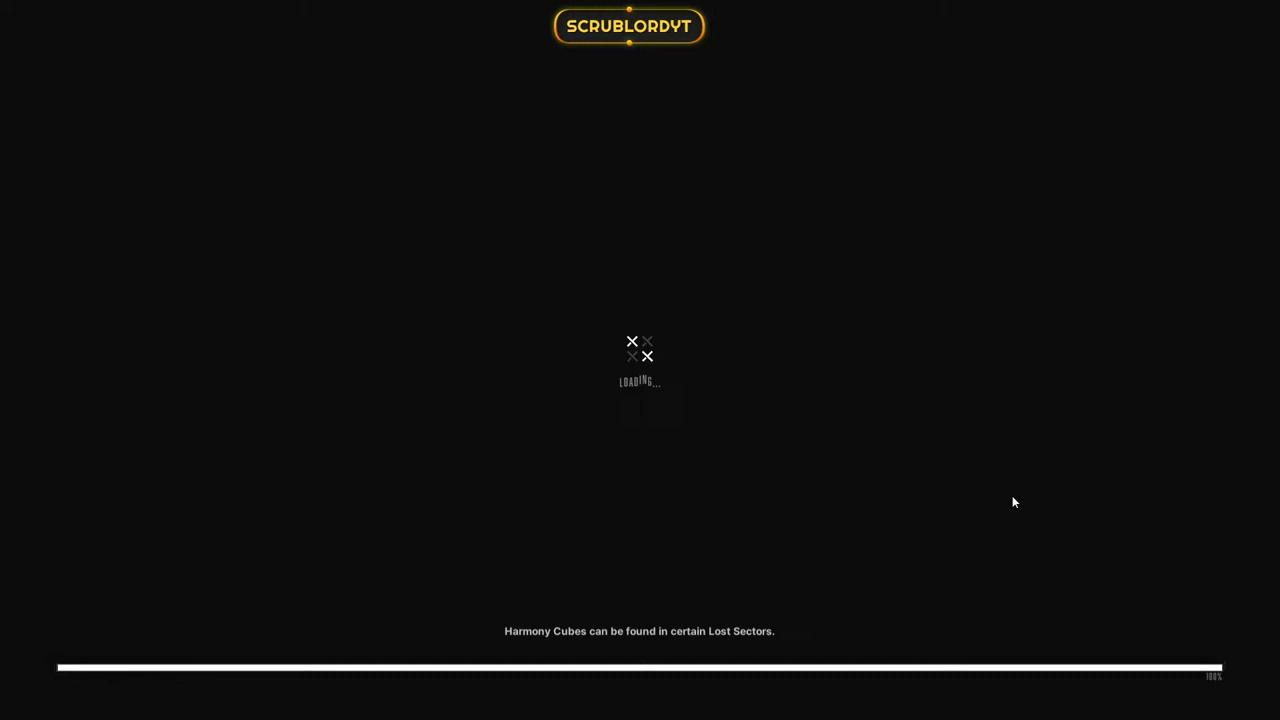 SCRUBLORDYT
LOADING...
Harmony Cubes can be found in certain Lost Sectors.
100%